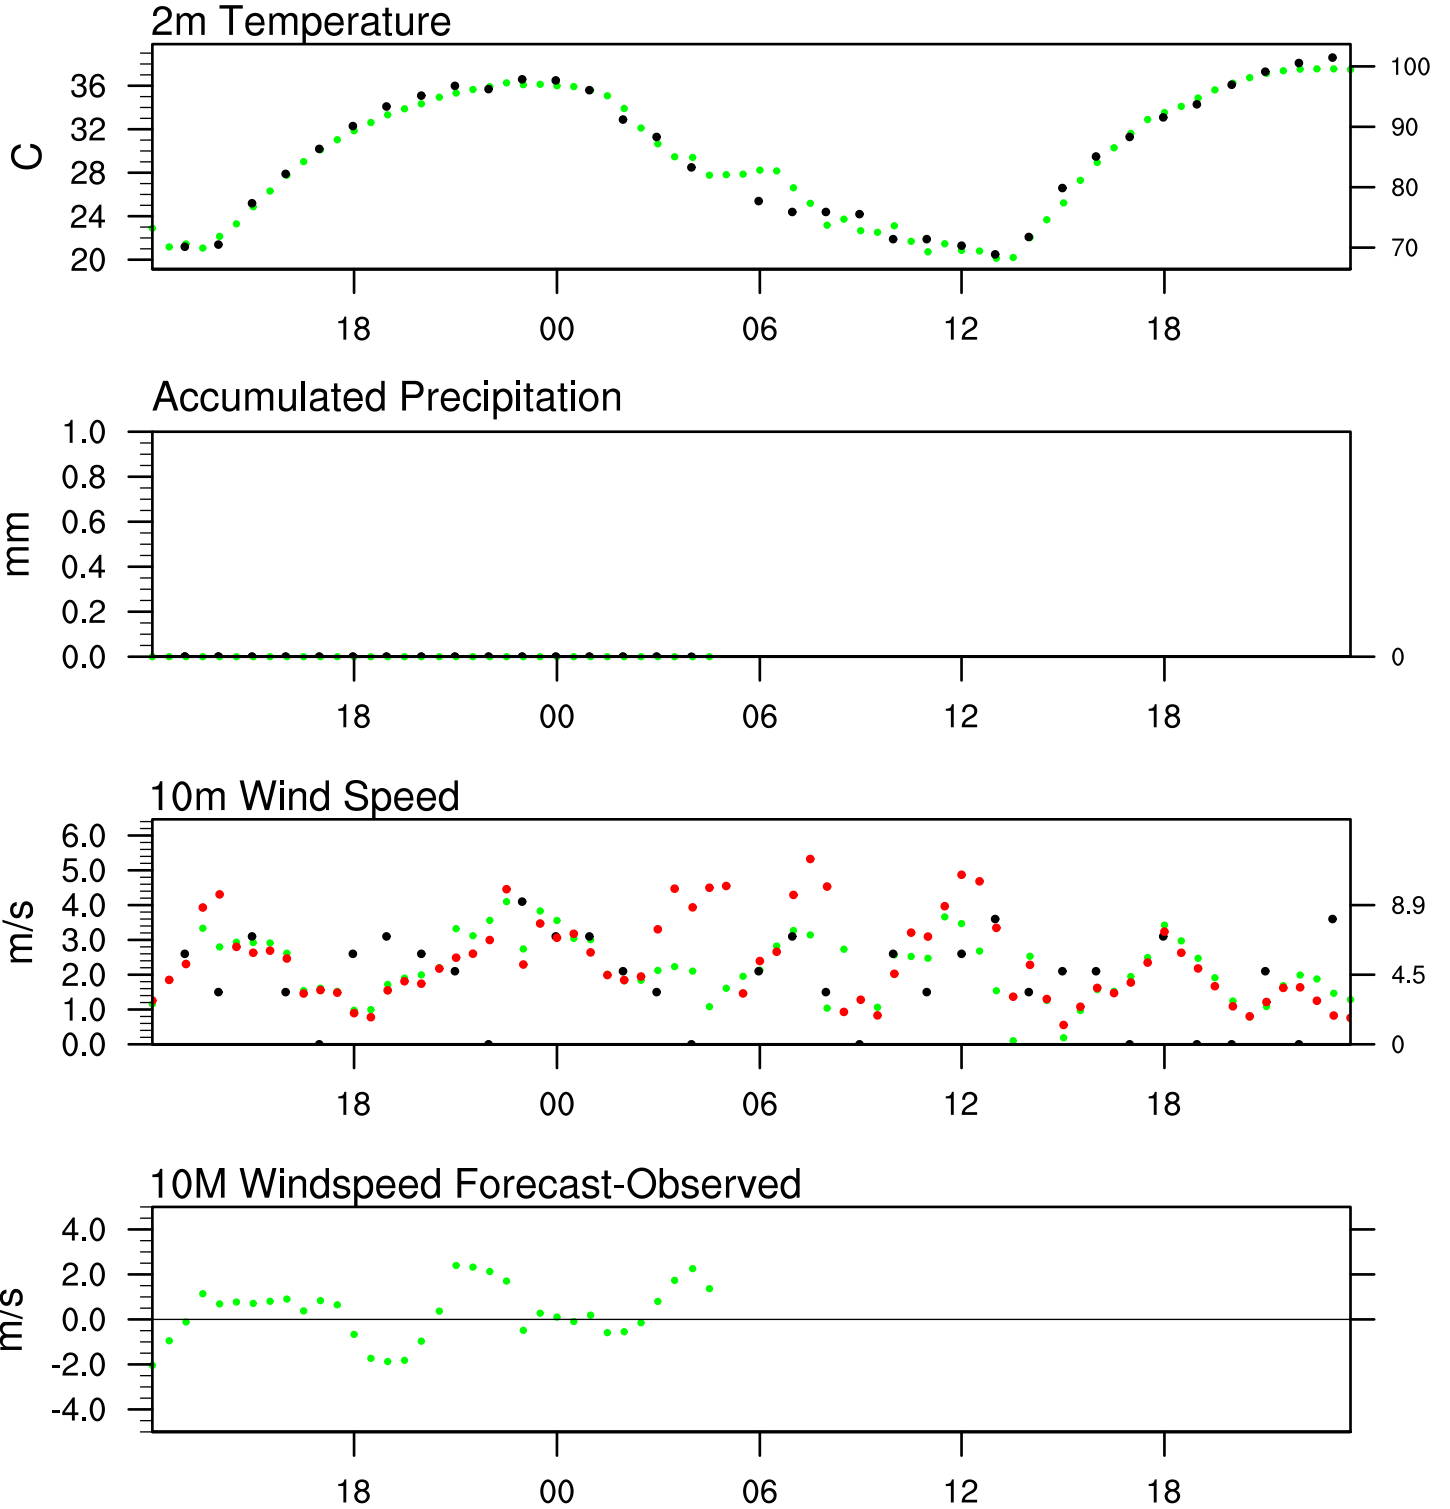 2m Temperature
36
32
28
24
20
C
100
90
80
70
18 00 06 12 18
Accumulated Precipitation
1.0
0.8
0.6
0.4
0.2
0.0
mm
0
18 00 06 12 18
10m Wind Speed
6.0
5.0
4.0
3.0
2.0
1.0
0.0
m/s
8.9
4.5
0
18 00 06 12 18
10M Windspeed Forecast-Observed
4.0
2.0
0.0
-2.0
-4.0
m/s
18 00 06 12 18